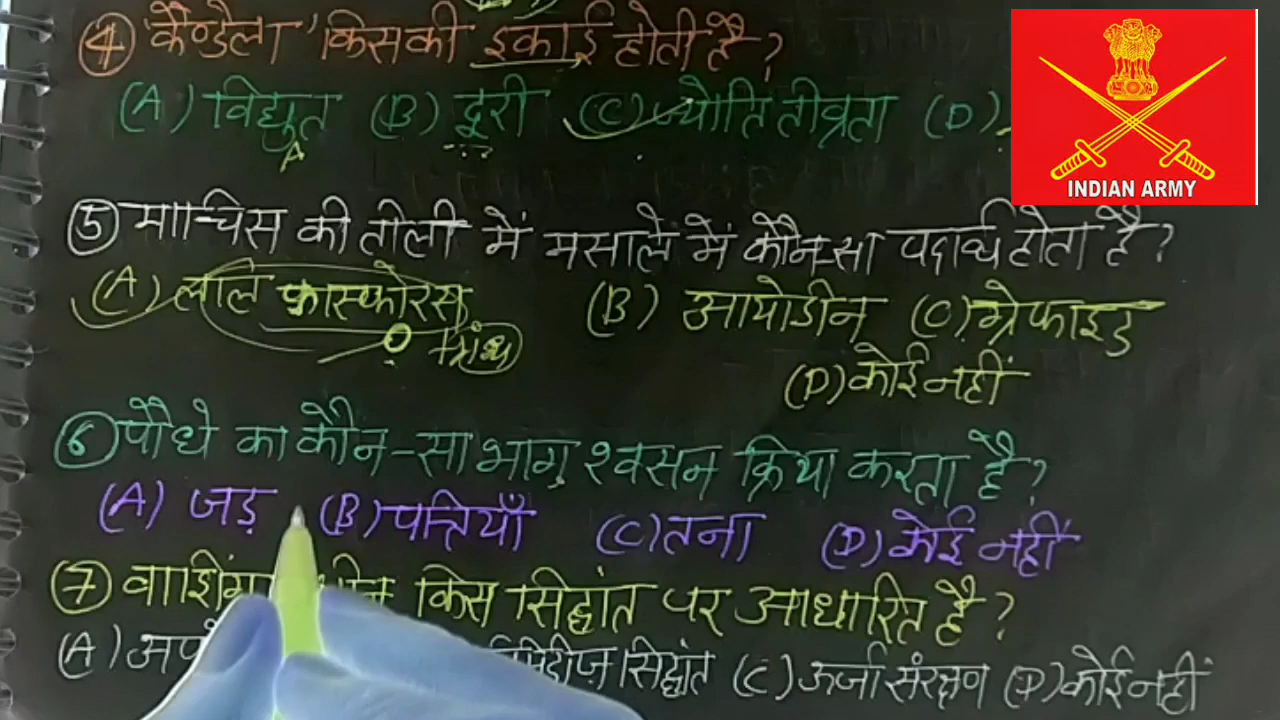 ④ 'कैण्डेला' किसकी इकाई होती है?
(A) विद्युत (B) दूरी (C) ज्योति तीव्रता (D)
A
INDIAN ARMY
⑤ माचिस की तीली में मसाले में कौन-सा पदार्थ होता है?
(A) लाल फास्फोरस (B) आयोडीन (C) ग्रेफाइड
(D) कोई नहीं
⑥ पौधे का कौन-सा भाग श्वसन क्रिया करता है?
(A) जड़ (B) पत्तियाँ (C) तना (D) कोई नहीं
⑦ किस सिद्धांत पर आधारित है?
(A) सिद्धांत (C) ऊर्जा संरक्षण (D) कोई नहीं